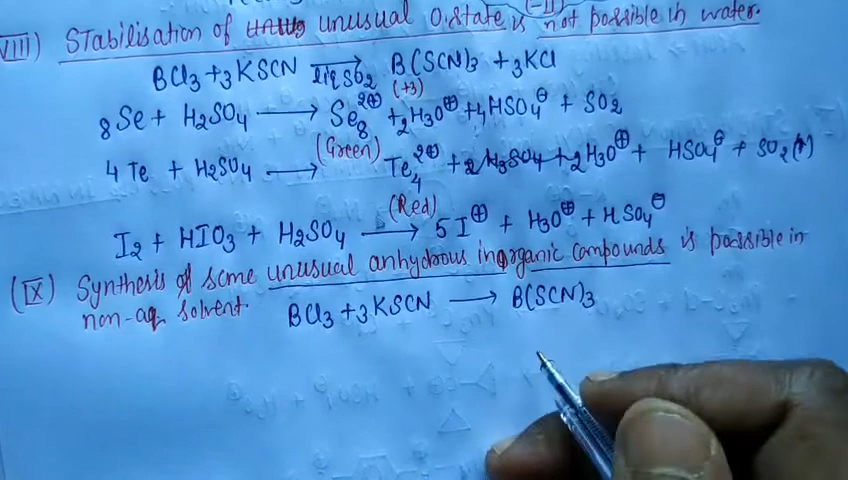 (-II)
VIII) Stabilisation of unusual O.state is not possible in water.
BCl3 + 3KSCN liq SO2 → B(SCN)3 + 3KCl
(+3)
8Se + H2SO4 → Se8 2⊕ + 2H3O⊕ + 4HSO4⊖ + SO2
(Green)
4Te + H2SO4 → Te4 2⊕ + 2H3O⊕ + HSO4⊖ + SO2(↑)
(Red)
I2 + HIO3 + H2SO4 → 5I⊕ + H3O⊕ + HSO4⊖
(IX) Synthesis of some unusual anhydrous inorganic compounds is possible in
non-aq. solvent.
BCl3 + 3KSCN → B(SCN)3